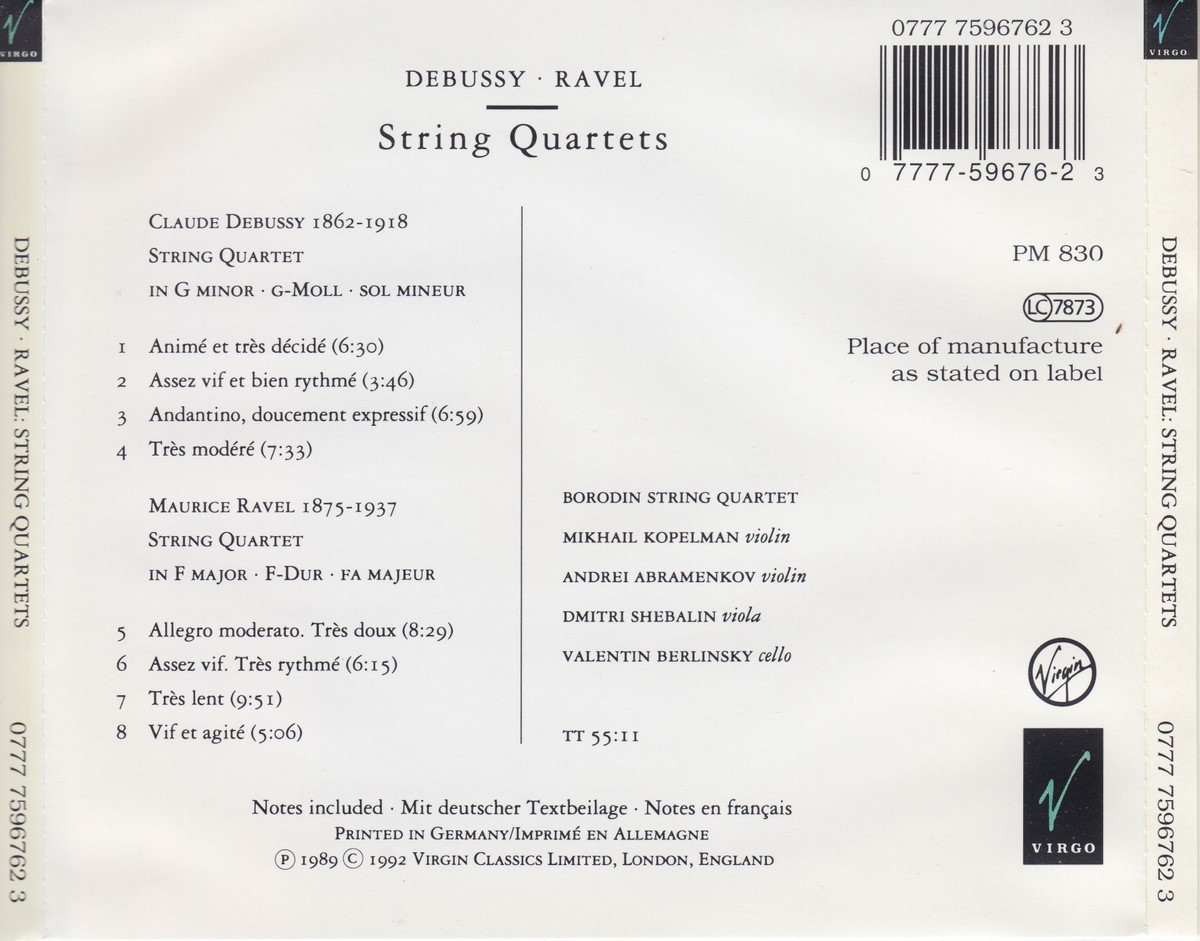 VIRGO
DEBUSSY · RAVEL: STRING QUARTETS
0777 7596762 3
DEBUSSY · RAVEL
String Quartets
0777 7596762 3
0 7777-59676-2 3
CLAUDE DEBUSSY 1862-1918
STRING QUARTET
IN G MINOR · G-MOLL · SOL MINEUR
1 Animé et très décidé (6:30)
2 Assez vif et bien rythmé (3:46)
3 Andantino, doucement expressif (6:59)
4 Très modéré (7:33)
MAURICE RAVEL 1875-1937
STRING QUARTET
IN F MAJOR · F-DUR · FA MAJEUR
5 Allegro moderato. Très doux (8:29)
6 Assez vif. Très rythmé (6:15)
7 Très lent (9:51)
8 Vif et agité (5:06)
PM 830
LC 7873
Place of manufacture
as stated on label
BORODIN STRING QUARTET
MIKHAIL KOPELMAN violin
ANDREI ABRAMENKOV violin
DMITRI SHEBALIN viola
VALENTIN BERLINSKY cello
TT 55:11
Virgin
VIRGO
Notes included · Mit deutscher Textbeilage · Notes en français
PRINTED IN GERMANY/IMPRIMÉ EN ALLEMAGNE
℗ 1989 © 1992 VIRGIN CLASSICS LIMITED, LONDON, ENGLAND
VIRGO
DEBUSSY · RAVEL: STRING QUARTETS
0777 7596762 3